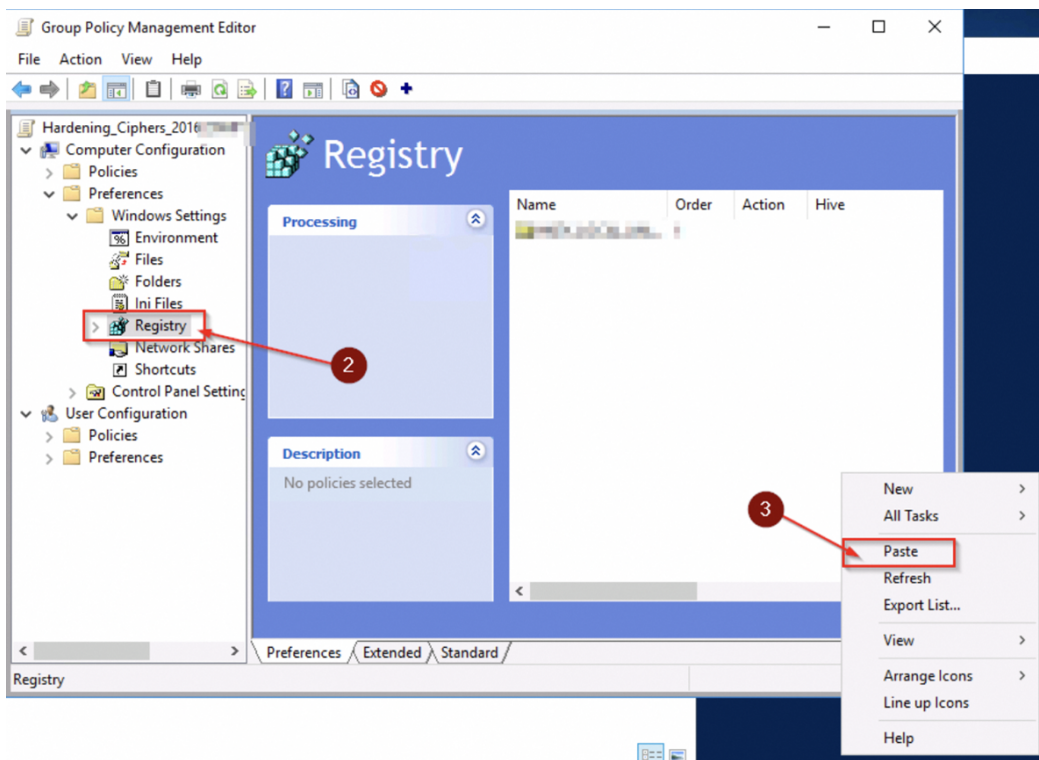 Group Policy Management Editor
File Action View Help
Hardening_Ciphers_2016
Computer Configuration
Policies
Preferences
Windows Settings
Environment
Files
Folders
Ini Files
Registry
Network Shares
Shortcuts
Control Panel Setting
User Configuration
Policies
Preferences
Registry
Processing
Description
No policies selected
Name Order Action Hive
2
3
New
All Tasks
Paste
Refresh
Export List...
View
Arrange Icons
Line up Icons
Help
Preferences Extended Standard
Registry